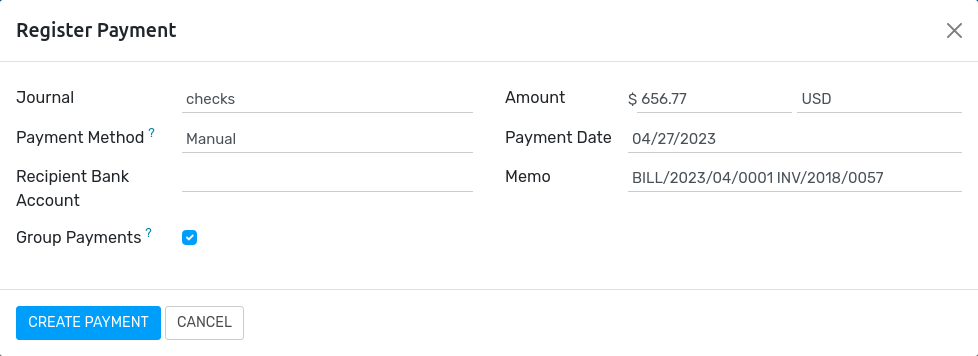 Register Payment
Journal checks
Amount $ 656.77 USD
Payment Method ? Manual
Payment Date 04/27/2023
Recipient Bank
Account
Memo BILL/2023/04/0001 INV/2018/0057
Group Payments ?
CREATE PAYMENT CANCEL